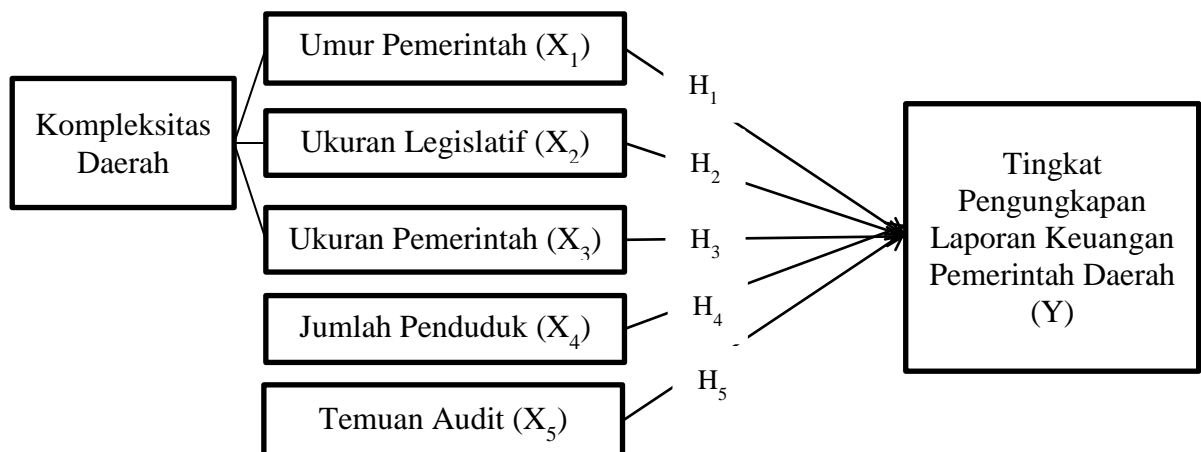 Kompleksitas
Daerah
Umur Pemerintah (X₁)
Ukuran Legislatif (X₂)
Ukuran Pemerintah (X₃)
Jumlah Penduduk (X₄)
Temuan Audit (X₅)
H₁
H₂
H₃
H₄
H₅
Tingkat
Pengungkapan
Laporan Keuangan
Pemerintah Daerah
(Y)